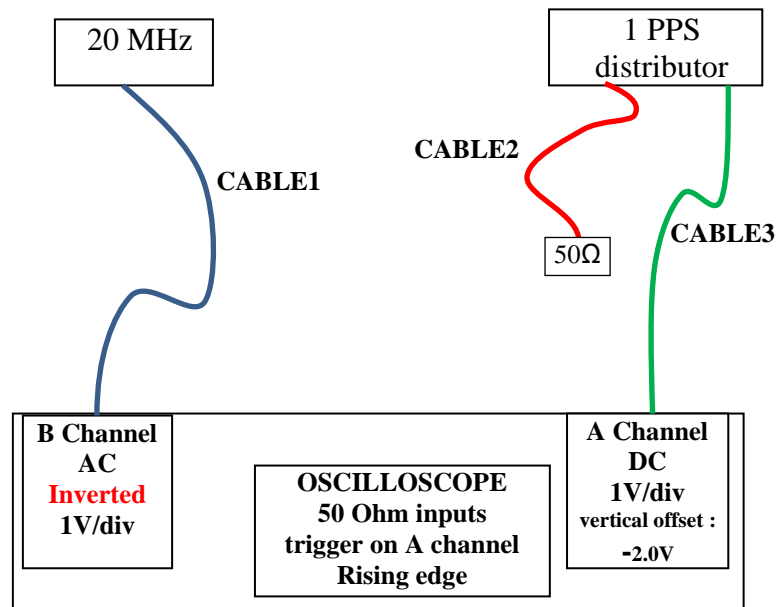 20 MHz
1 PPS
distributor
CABLE1
CABLE2
50Ω
CABLE3
B Channel
AC
Inverted
1V/div
OSCILLOSCOPE
50 Ohm inputs
trigger on A channel
Rising edge
A Channel
DC
1V/div
vertical offset :
-2.0V